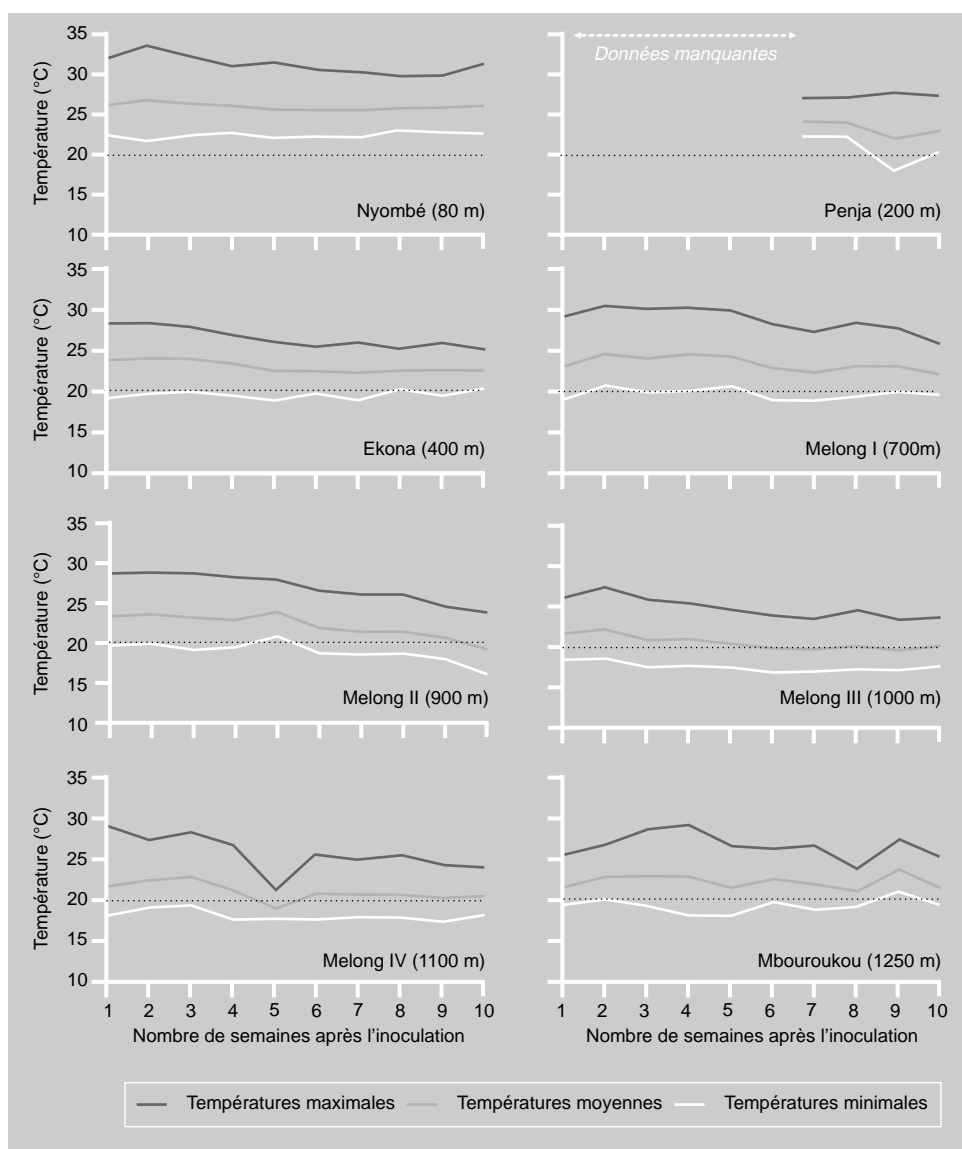 35
30
25
20
15
10
Température (°C)
Nyombé (80 m)
Données manquantes
Penja (200 m)
35
30
25
20
15
10
Température (°C)
Ekona (400 m)
Melong I (700m)
35
30
25
20
15
10
Température (°C)
Melong II (900 m)
Melong III (1000 m)
35
30
25
20
15
10
Température (°C)
Melong IV (1100 m)
Mbouroukou (1250 m)
1 2 3 4 5 6 7 8 9 10
1 2 3 4 5 6 7 8 9 10
Nombre de semaines après l'inoculation
Nombre de semaines après l'inoculation
Températures maximales
Températures moyennes
Températures minimales